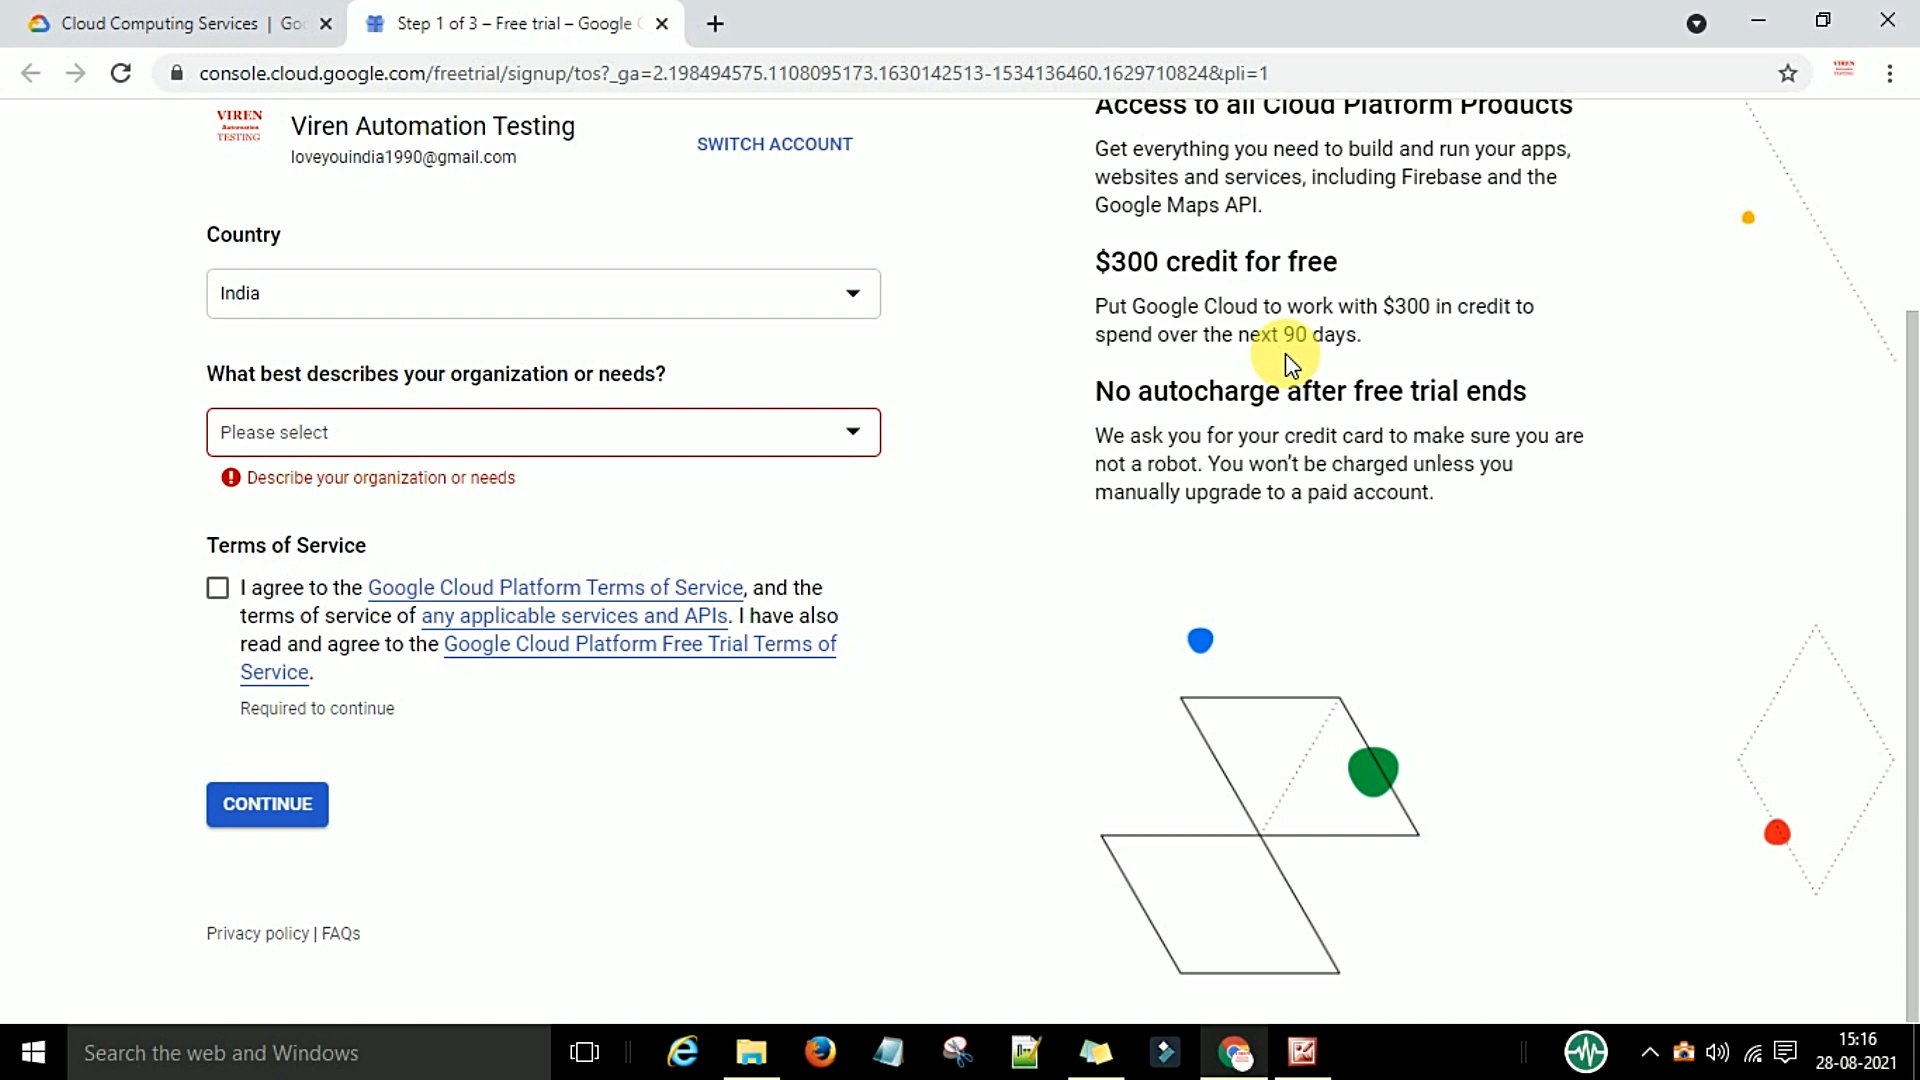 Cloud Computing Services | Go
Step 1 of 3 – Free trial – Google C
console.cloud.google.com/freetrial/signup/tos?_ga=2.198494575.1108095173.1630142513-1534136460.1629710824&pli=1
VIREN
Automation
TESTING
VIREN
Automation
TESTING
Viren Automation Testing
loveyouindia1990@gmail.com
SWITCH ACCOUNT
Country
India
What best describes your organization or needs?
Please select
Describe your organization or needs
Terms of Service
I agree to the Google Cloud Platform Terms of Service, and the
terms of service of any applicable services and APIs. I have also
read and agree to the Google Cloud Platform Free Trial Terms of
Service.
Required to continue
CONTINUE
Privacy policy | FAQs
Access to all Cloud Platform Products
Get everything you need to build and run your apps,
websites and services, including Firebase and the
Google Maps API.
$300 credit for free
Put Google Cloud to work with $300 in credit to
spend over the next 90 days.
No autocharge after free trial ends
We ask you for your credit card to make sure you are
not a robot. You won't be charged unless you
manually upgrade to a paid account.
Search the web and Windows
15:16
28-08-2021